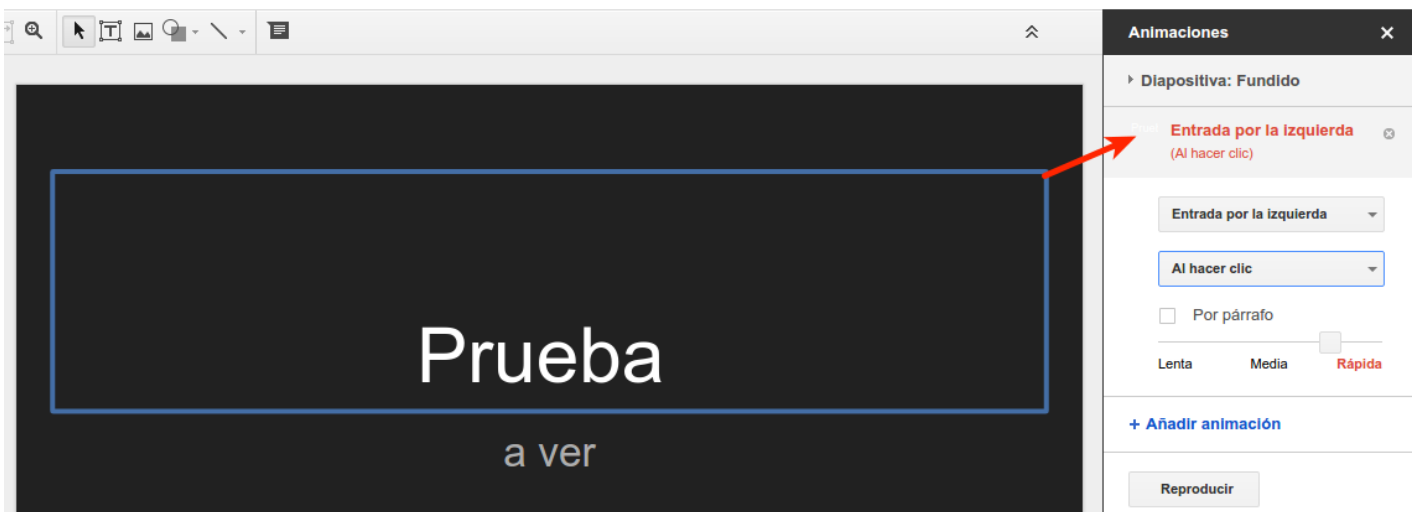 Animaciones
Diapositiva: Fundido
Entrada por la izquierda
(Al hacer clic)
Entrada por la izquierda
Al hacer clic
Por párrafo
Lenta Media Rápida
+ Añadir animación
Reproducir
Prueba
a ver